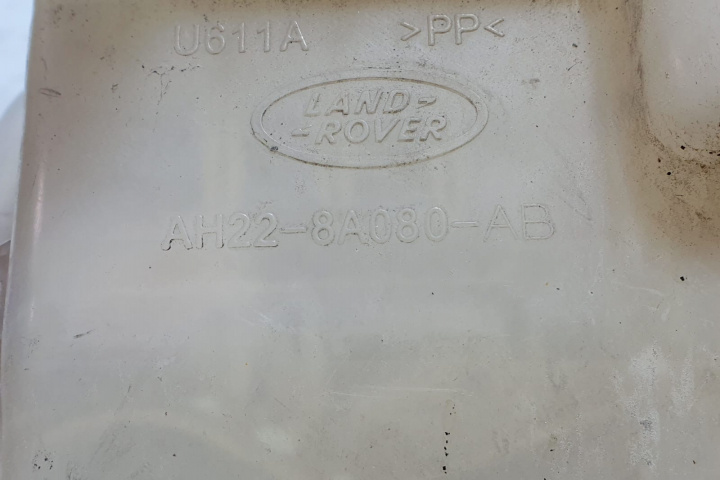 U611A >PP<
LAND-
-ROVER
AH22-8A080-AB